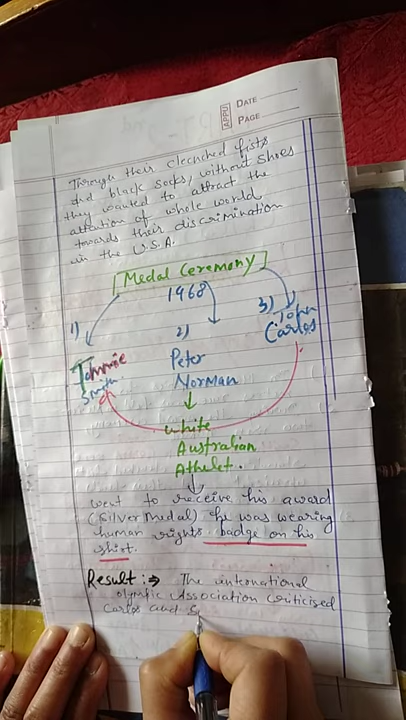 APPU
DATE
PAGE
Through their cleanched fists
and black socks, without shoes
they wanted to attract the
attention of whole world
towards their discrimination
in the U.S.A.
Medal Ceremony
1968
1)
2)
3) John
Carlos
Tommie
Smith
Peter
Norman
white
Australian
Athelet.
went to receive his award
(Silver Medal) he was wearing
human rights badge on his
shirt.
Result :⇒ The international
olympic Association criticised
Carlos and S